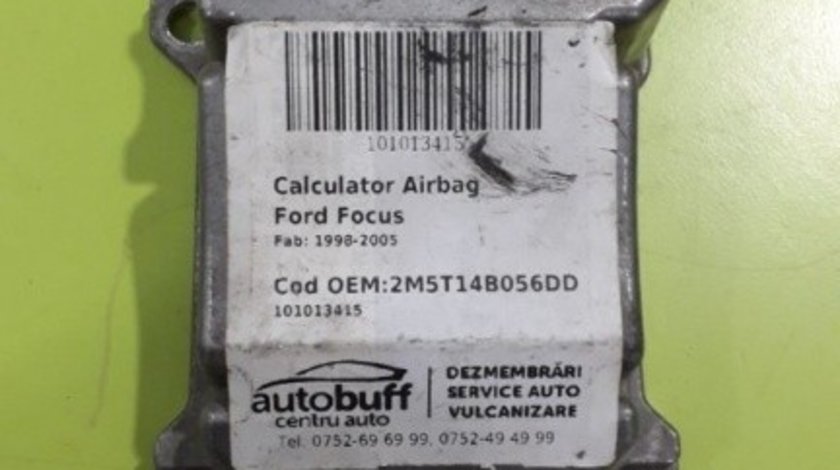 101013415
Calculator Airbag
Ford Focus
Fab: 1998-2005
Cod OEM:2M5T14B056DD
101013415
autobuff
centru auto
DEZMEMBRĂRI
SERVICE AUTO
VULCANIZARE
Tel. 0752-69 69 99, 0752-49 49 99